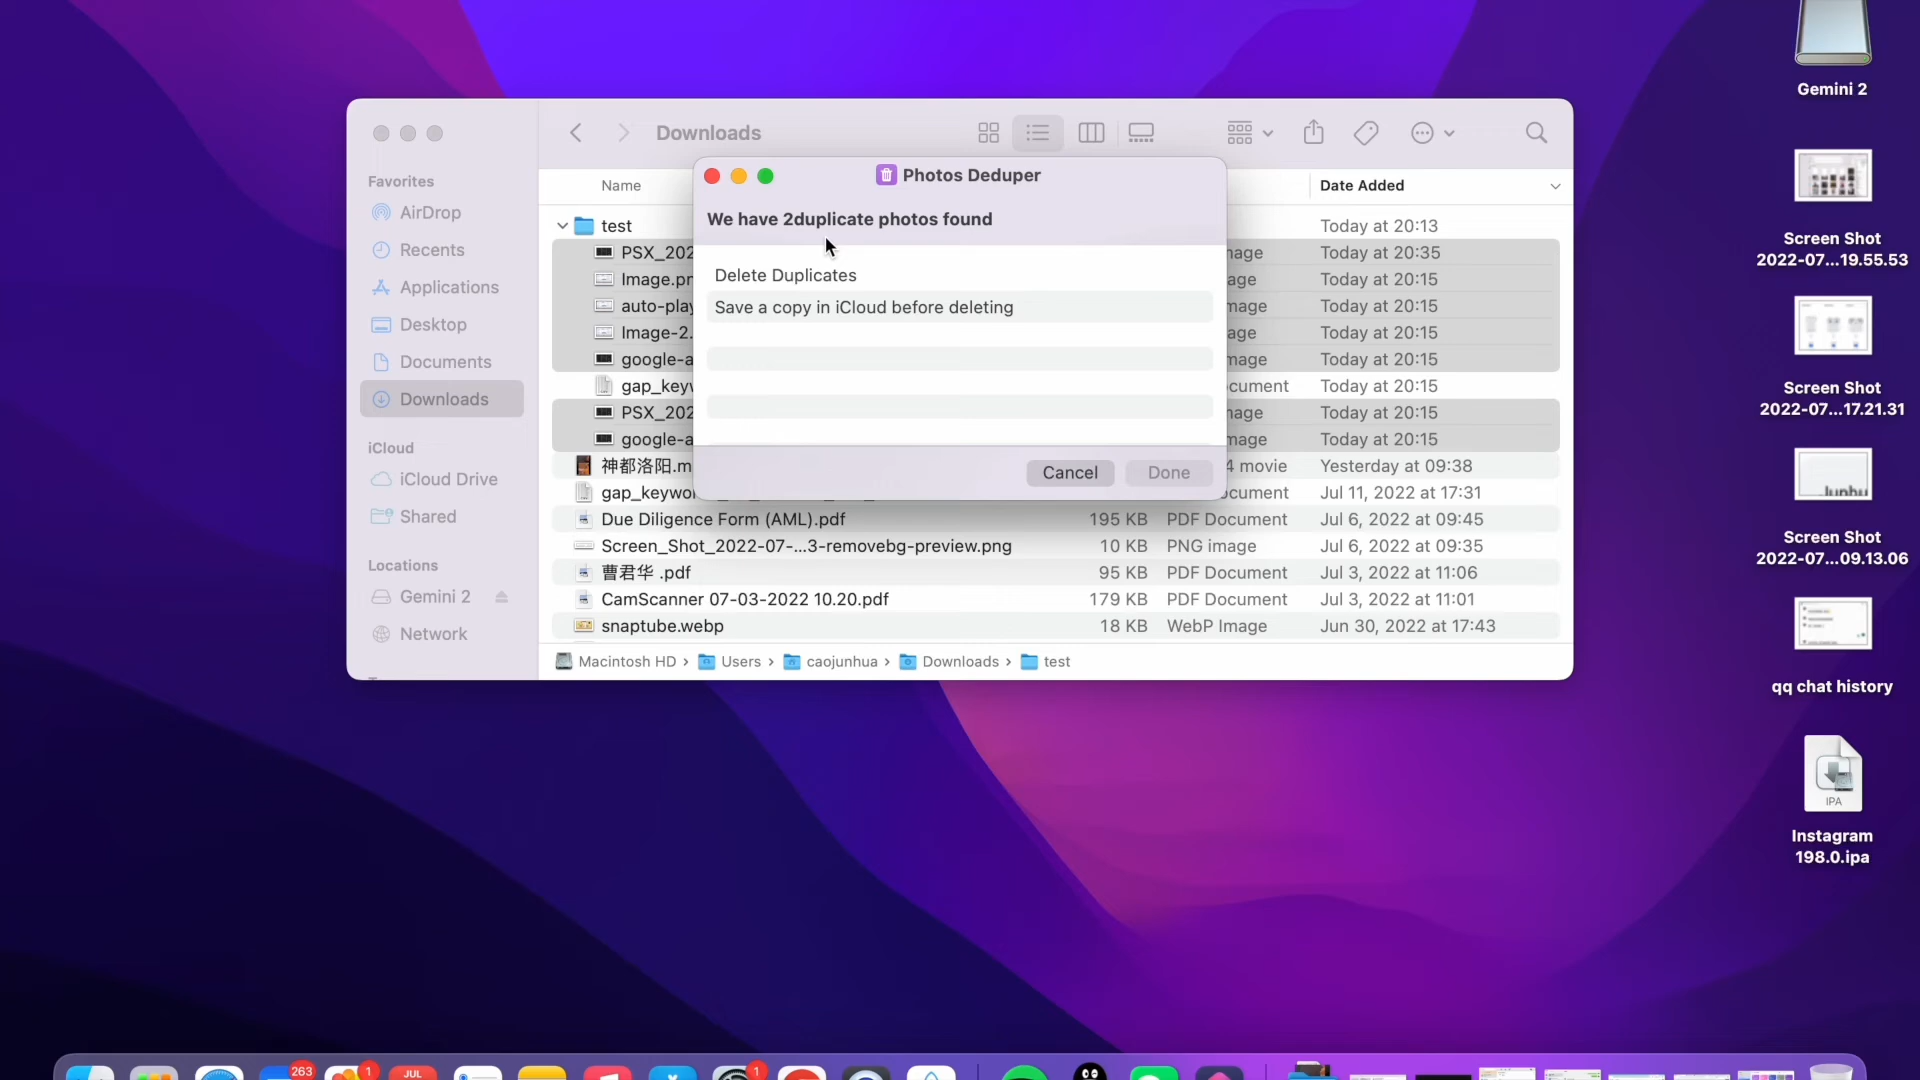 Gemini 2
Downloads
Photos Deduper
Favorites
Name
Date Added
We have 2duplicate photos found
AirDrop
test
Today at 20:13
Screen Shot
2022-07...19.55.53
Recents
PSX_202
Today at 20:35
Delete Duplicates
Applications
Image.pn
age
Today at 20:15
Save a copy in iCloud before deleting
auto-play
Today at 20:15
Desktop
Image-2.
age
Today at 20:15
Documents
google-a
Today at 20:15
gap_keyw
cument
Today at 20:15
Screen Shot
2022-07...17.21.31
Downloads
PSX_202
Today at 20:15
google-a
Today at 20:15
iCloud
神都洛阳.m
4 movie
Yesterday at 09:38
Cancel
Done
iCloud Drive
gap_keywor
cument
Jul 11, 2022 at 17:31
Shared
Due Diligence Form (AML).pdf
195 KB
PDF Document
Jul 6, 2022 at 09:45
Screen Shot
2022-07...09.13.06
Screen_Shot_2022-07-...3-removebg-preview.png
10 KB
PNG image
Jul 6, 2022 at 09:35
Locations
曹君华 .pdf
95 KB
PDF Document
Jul 3, 2022 at 11:06
Gemini 2
CamScanner 07-03-2022 10.20.pdf
179 KB
PDF Document
Jul 3, 2022 at 11:01
Network
snaptube.webp
18 KB
WebP Image
Jun 30, 2022 at 17:43
Macintosh HD › Users › caojunhua › Downloads › test
qq chat history
IPA
Instagram
198.0.ipa
263
1
JUL
1